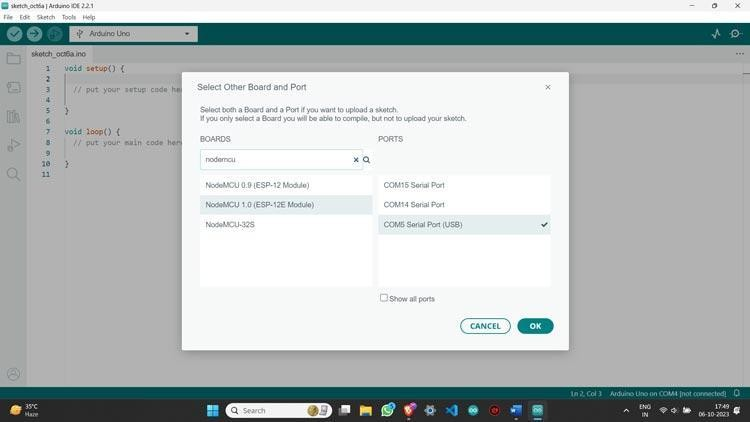 sketch_oct6a | Arduino IDE 2.2.1
File Edit Sketch Tools Help
Arduino Uno
sketch_oct6a.ino
1 void setup() {
2
3 // put your setup code her
4
5 }
6
7 void loop() {
8 // put your main code here
9
10 }
11
Select Other Board and Port
Select both a Board and a Port if you want to upload a sketch.
If you only select a Board you will be able to compile, but not to upload your sketch.
BOARDS
nodemcu
NodeMCU 0.9 (ESP-12 Module)
NodeMCU 1.0 (ESP-12E Module)
NodeMCU-32S
PORTS
COM15 Serial Port
COM14 Serial Port
COM5 Serial Port (USB)
Show all ports
CANCEL OK
Ln 2, Col 3 Arduino Uno on COM4 [not connected]
35°C
Haze
Search
ENG
IN
17:49
06-10-2023